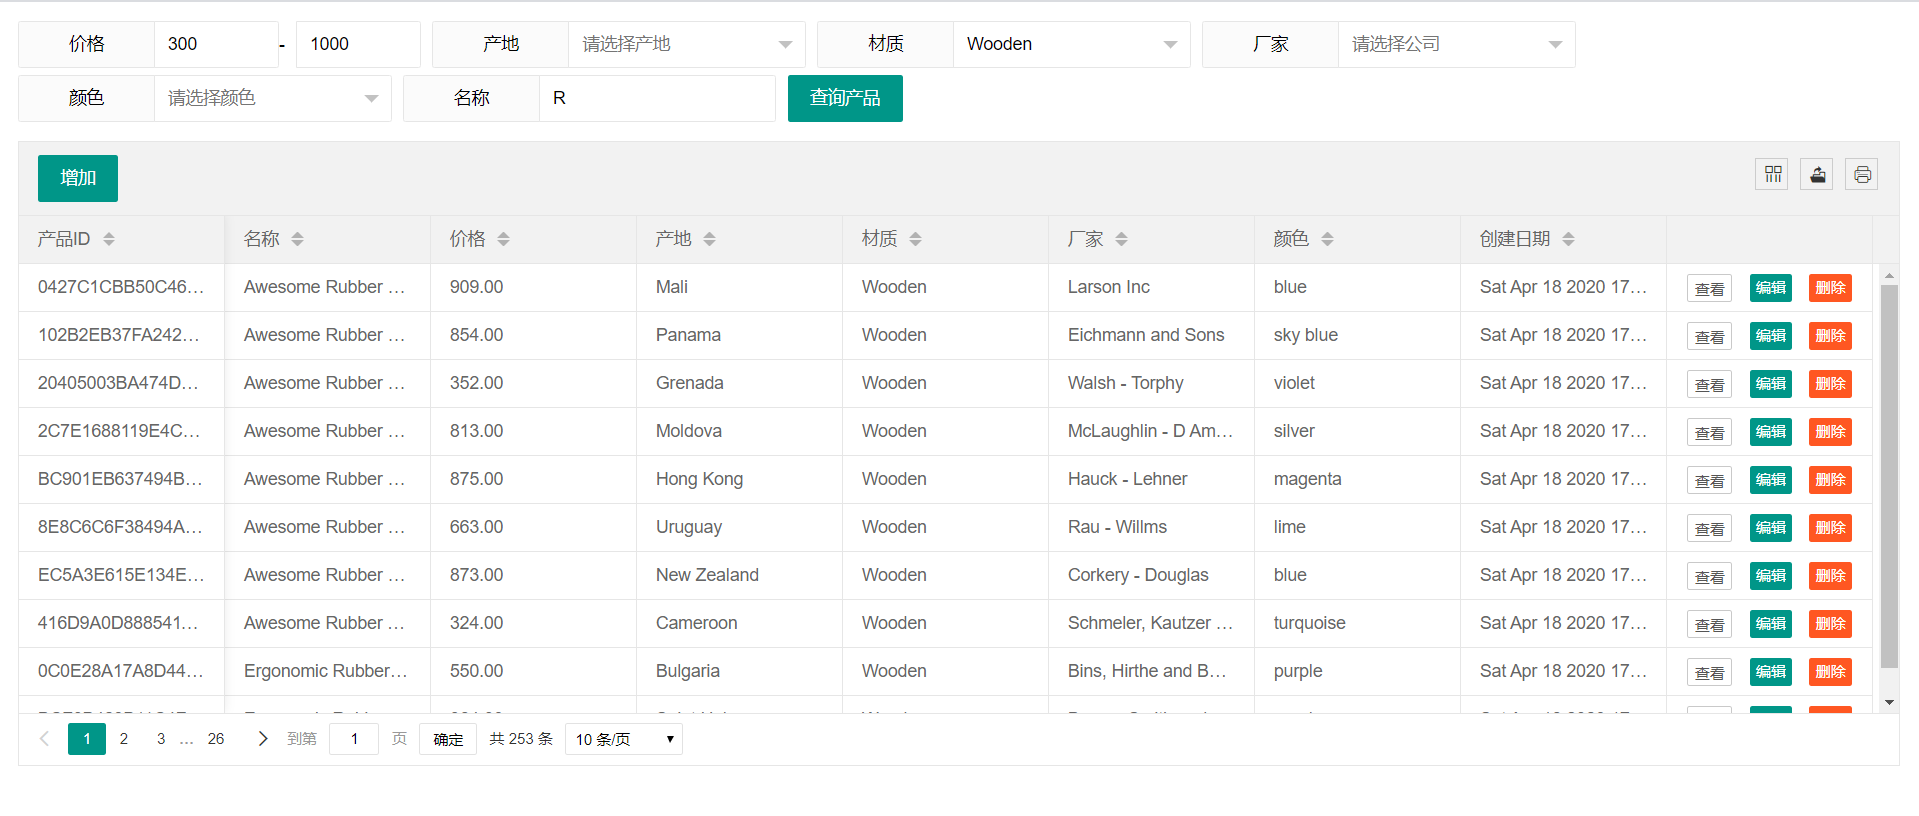 价格 300 - 1000 产地 请选择产地 材质 Wooden 厂家 请选择公司
颜色 请选择颜色 名称 R 查询产品
增加
产品ID 名称 价格 产地 材质 厂家 颜色 创建日期
0427C1CBB50C46... Awesome Rubber ... 909.00 Mali Wooden Larson Inc blue Sat Apr 18 2020 17... 查看 编辑 删除
102B2EB37FA242... Awesome Rubber ... 854.00 Panama Wooden Eichmann and Sons sky blue Sat Apr 18 2020 17... 查看 编辑 删除
20405003BA474D... Awesome Rubber ... 352.00 Grenada Wooden Walsh - Torphy violet Sat Apr 18 2020 17... 查看 编辑 删除
2C7E1688119E4C... Awesome Rubber ... 813.00 Moldova Wooden McLaughlin - D Am... silver Sat Apr 18 2020 17... 查看 编辑 删除
BC901EB637494B... Awesome Rubber ... 875.00 Hong Kong Wooden Hauck - Lehner magenta Sat Apr 18 2020 17... 查看 编辑 删除
8E8C6C6F38494A... Awesome Rubber ... 663.00 Uruguay Wooden Rau - Willms lime Sat Apr 18 2020 17... 查看 编辑 删除
EC5A3E615E134E... Awesome Rubber ... 873.00 New Zealand Wooden Corkery - Douglas blue Sat Apr 18 2020 17... 查看 编辑 删除
416D9A0D888541... Awesome Rubber ... 324.00 Cameroon Wooden Schmeler, Kautzer ... turquoise Sat Apr 18 2020 17... 查看 编辑 删除
0C0E28A17A8D44... Ergonomic Rubber... 550.00 Bulgaria Wooden Bins, Hirthe and B... purple Sat Apr 18 2020 17... 查看 编辑 删除
1 2 3 ... 26 到第 1 页 确定 共 253 条 10 条/页